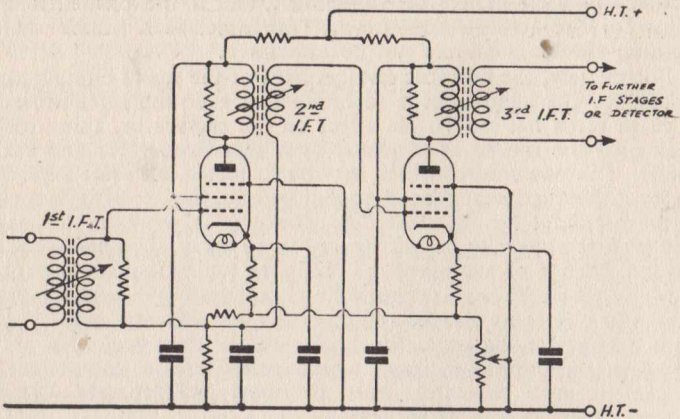 H.T. +
TO FURTHER
I.F STAGES
OR DETECTOR
2nd
I.F.T.
3rd I.F.T.
1st I.F.T.
H.T. -